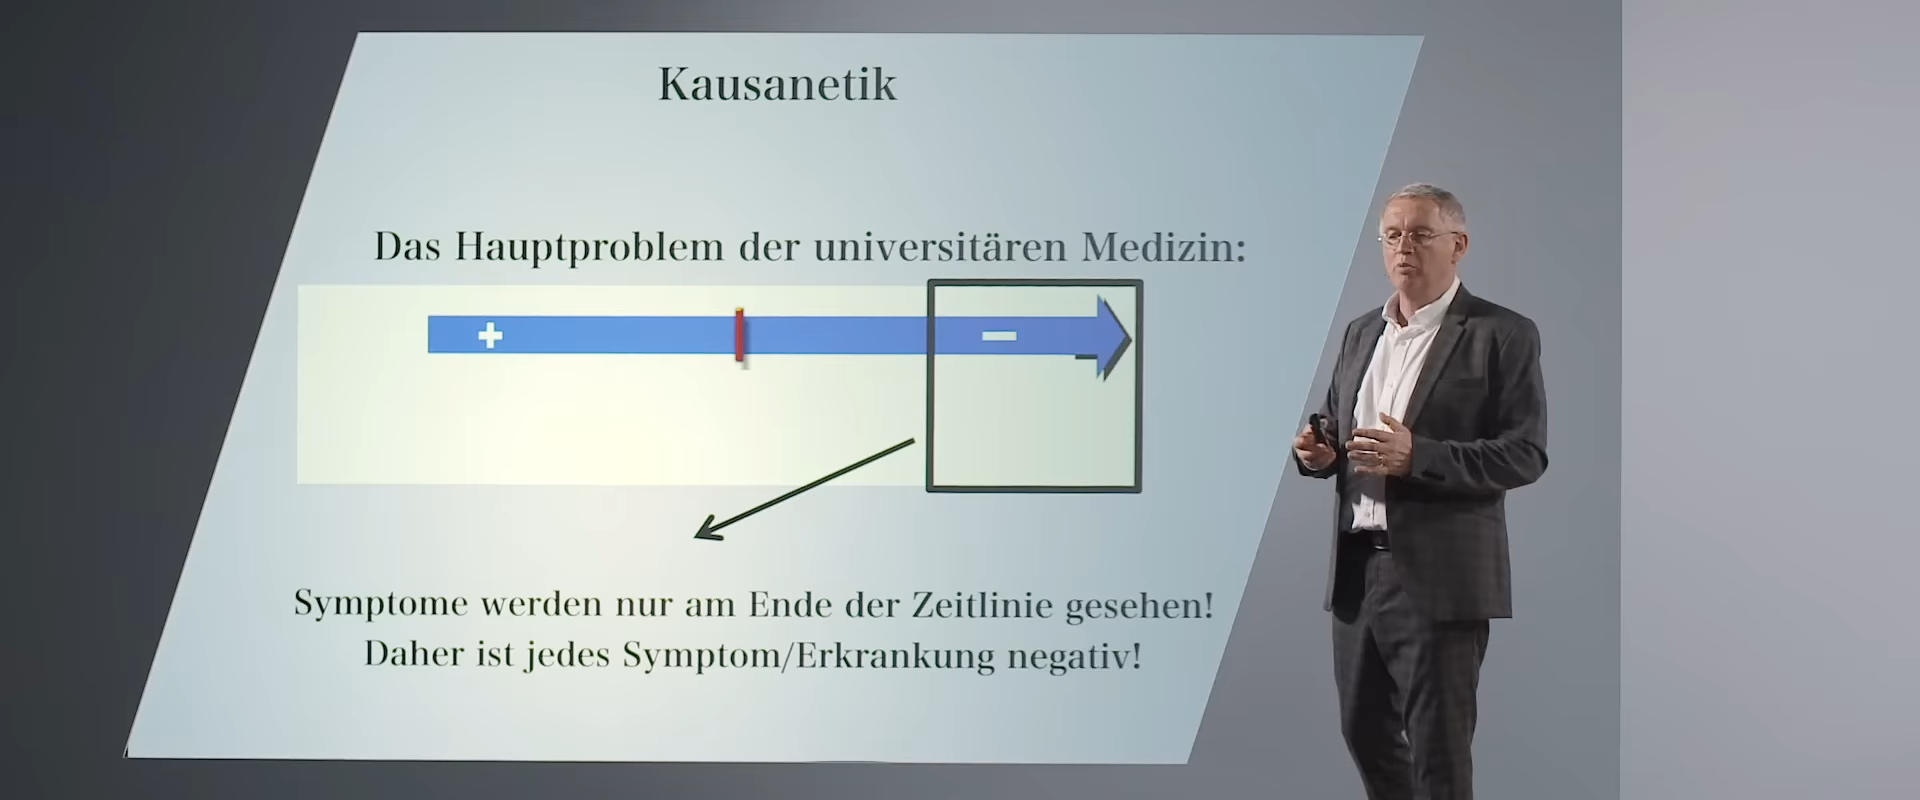 Kausanetik
Das Hauptproblem der universitären Medizin:
+
−
Symptome werden nur am Ende der Zeitlinie gesehen!
Daher ist jedes Symptom/Erkrankung negativ!